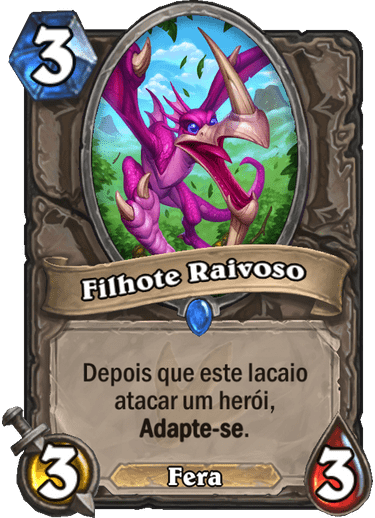 3
Filhote Raivoso
Depois que este lacaio
atacar um herói,
Adapte-se.
3
Fera
3